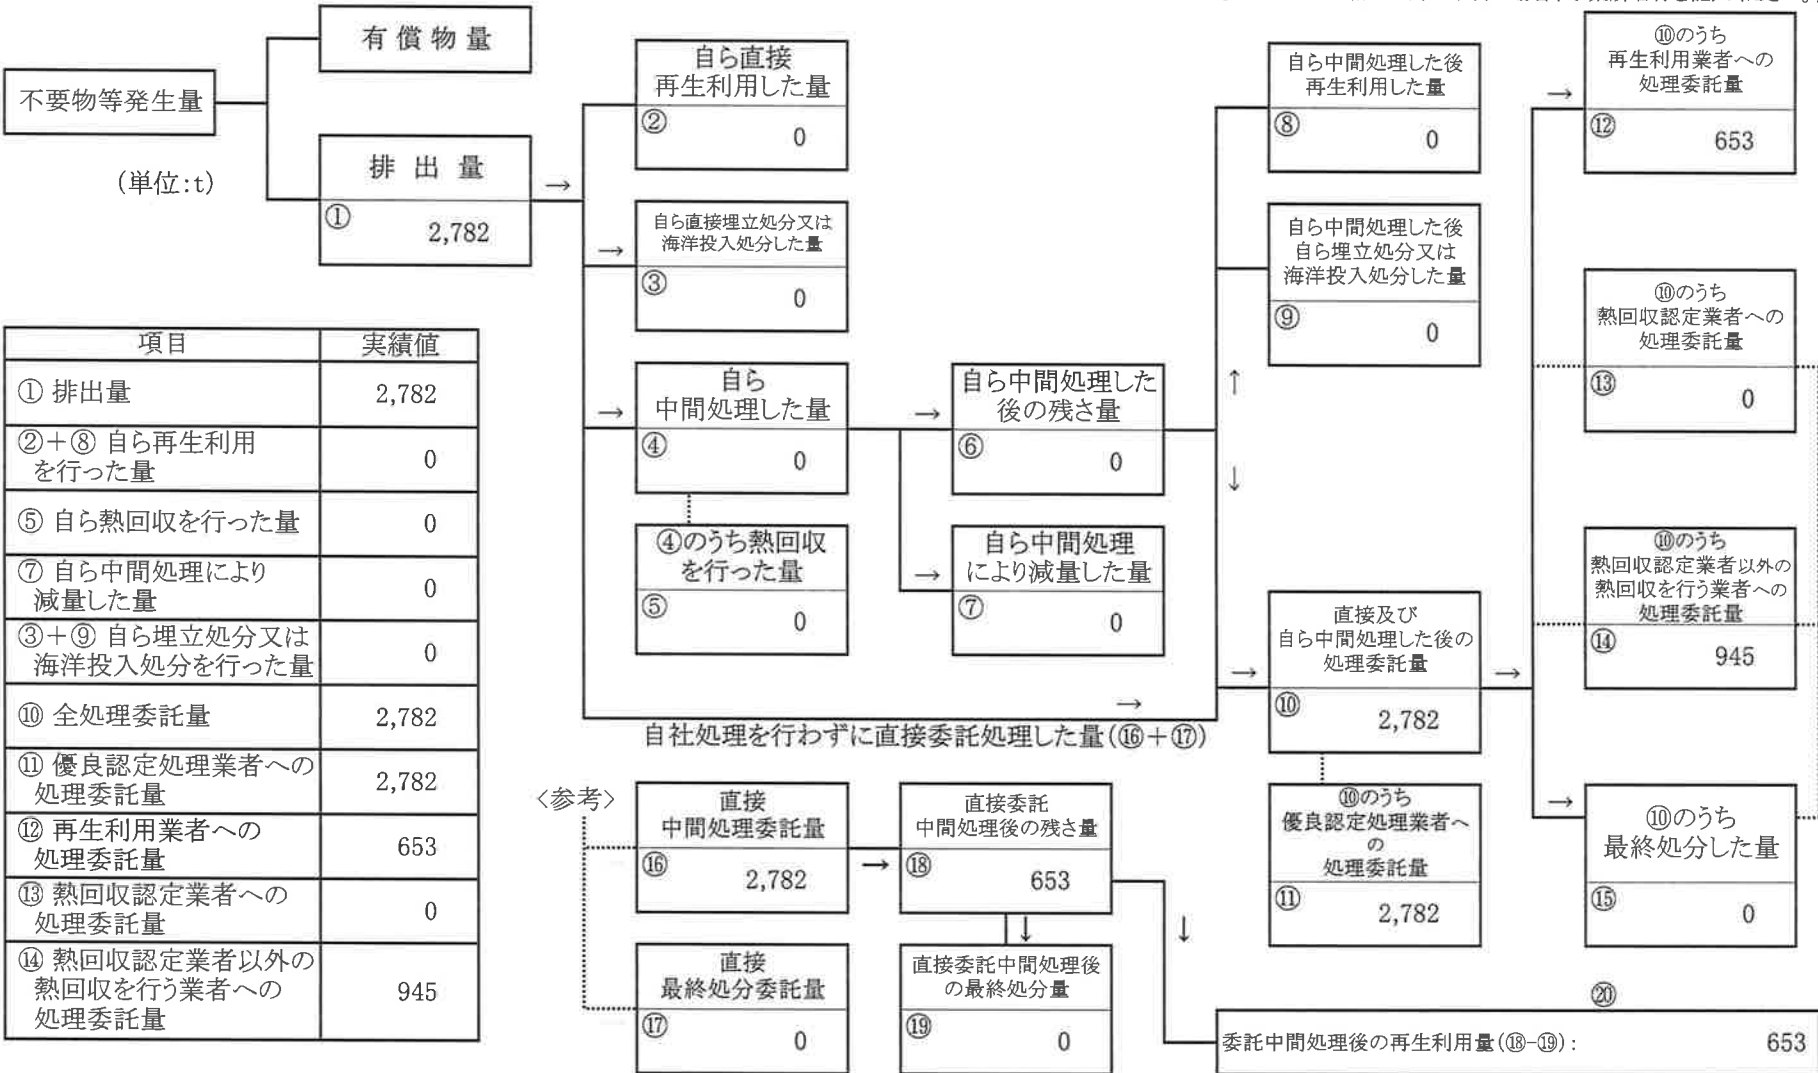 有償物量
不要物等発生量
(単位:t)
排出量
①
2,782
→
自ら直接
再生利用した量
②
0
→
自ら直接埋立処分又は
海洋投入処分した量
③
0
→
自ら
中間処理した量
④
0
④のうち熱回収
を行った量
⑤
0
→
自ら中間処理した
後の残さ量
⑥
0
→
自ら中間処理
により減量した量
⑦
0
↑
↓
自ら中間処理した後
再生利用した量
⑧
0
自ら中間処理した後
自ら埋立処分又は
海洋投入処分した量
⑨
0
→
自社処理を行わずに直接委託処理した量(⑯+⑰)
→
直接及び
自ら中間処理した後の
処理委託量
⑩
2,782
⑩のうち
優良認定処理業者へ
の
処理委託量
⑪
2,782
→
→
⑩のうち
再生利用業者への
処理委託量
⑫
653
⑩のうち
熱回収認定業者への
処理委託量
⑬
0
⑩のうち
熱回収認定業者以外の
熱回収を行う業者への
処理委託量
⑭
945
→
⑩のうち
最終処分した量
⑮
0
項目 実績値
① 排出量 2,782
②+⑧ 自ら再生利用
を行った量 0
⑤ 自ら熱回収を行った量 0
⑦ 自ら中間処理により
減量した量 0
③+⑨ 自ら埋立処分又は
海洋投入処分を行った量 0
⑩ 全処理委託量 2,782
⑪ 優良認定処理業者への
処理委託量 2,782
⑫ 再生利用業者への
処理委託量 653
⑬ 熱回収認定業者への
処理委託量 0
⑭ 熱回収認定業者以外の
熱回収を行う業者への
処理委託量 945
〈参考〉
直接
中間処理委託量
⑯
2,782
→
直接委託
中間処理後の残さ量
⑱
653
↓
↓
直接
最終処分委託量
⑰
0
直接委託中間処理後
の最終処分量
⑲
0
⑳
委託中間処理後の再生利用量(⑱-⑲): 653